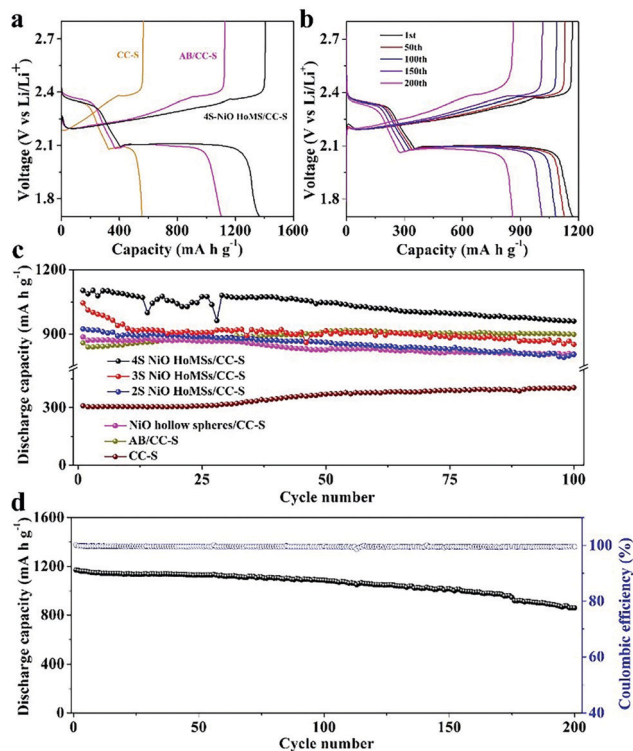 a
b
2.7
2.4
2.1
1.8
Voltage (V vs Li/Li+)
CC-S
AB/CC-S
4S-NiO HoMS/CC-S
0 400 800 1200 1600
Capacity (mA h g-1)
2.7
2.4
2.1
1.8
Voltage (V vs Li/Li+)
1st
50th
100th
150th
200th
0 300 600 900 1200
Capacity (mA h g-1)
c
1200
900
300
0
Discharge capacity (mA h g-1)
4S NiO HoMSs/CC-S
3S NiO HoMSs/CC-S
2S NiO HoMSs/CC-S
NiO hollow spheres/CC-S
AB/CC-S
CC-S
0 25 50 75 100
Cycle number
d
1600
1200
800
400
0
Discharge capacity (mA h g-1)
100
80
60
40
Coulombic efficiency (%)
0 50 100 150 200
Cycle number